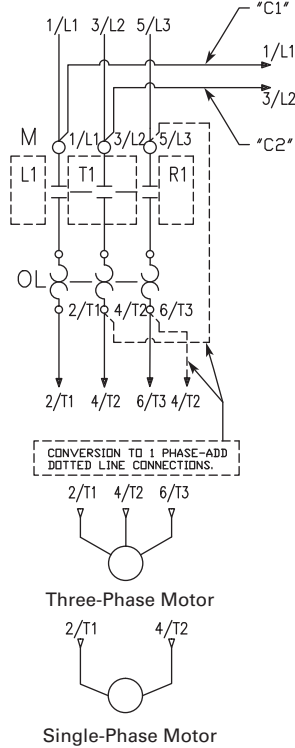 1/L1 3/L2 5/L3
"C1"
1/L1
3/L2
"C2"
M 1/L1 3/L2 5/L3
L1 T1 R1
OL
2/T1 4/T2 6/T3
2/T1 4/T2 6/T3 4/T2
CONVERSION TO 1 PHASE-ADD
DOTTED LINE CONNECTIONS.
2/T1 4/T2 6/T3
Three-Phase Motor
2/T1 4/T2
Single-Phase Motor